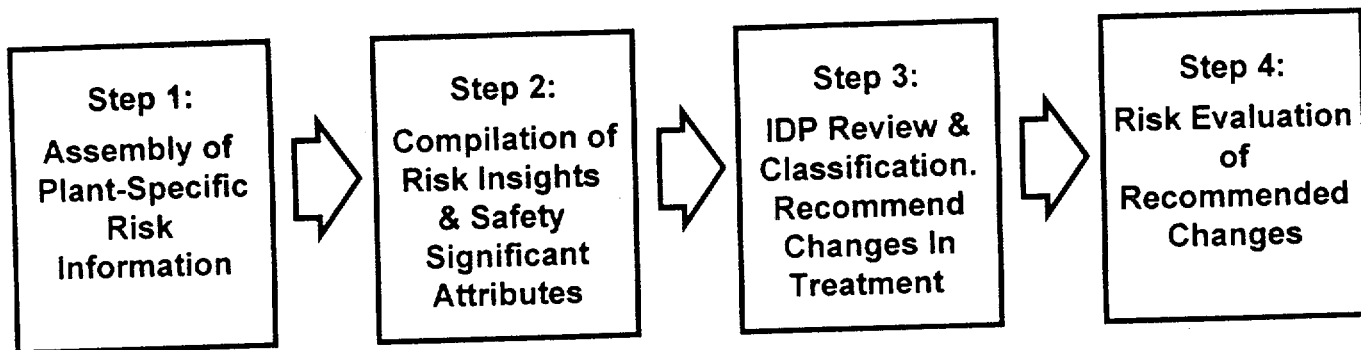 Step 1:
Assembly of
Plant-Specific
Risk
Information
Step 2:
Compilation of
Risk Insights
& Safety
Significant
Attributes
Step 3:
IDP Review &
Classification.
Recommend
Changes In
Treatment
Step 4:
Risk Evaluation
of
Recommended
Changes